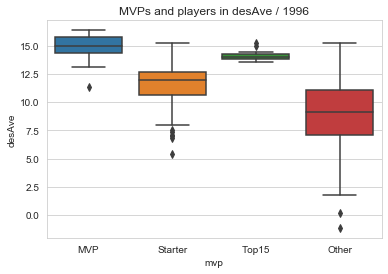 MVPs and players in desAve / 1996
desAve
15.0
12.5
10.0
7.5
5.0
2.5
0.0
MVP Starter Top15 Other
mvp